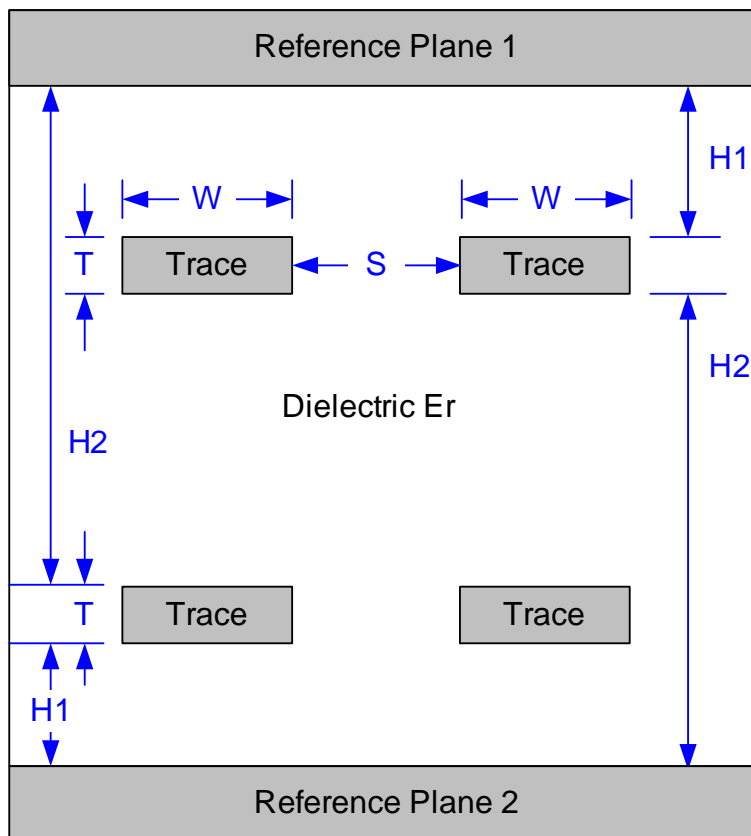 Reference Plane 1
H1
W
W
T
Trace
S
Trace
H2
Dielectric Er
H2
T
Trace
Trace
H1
Reference Plane 2